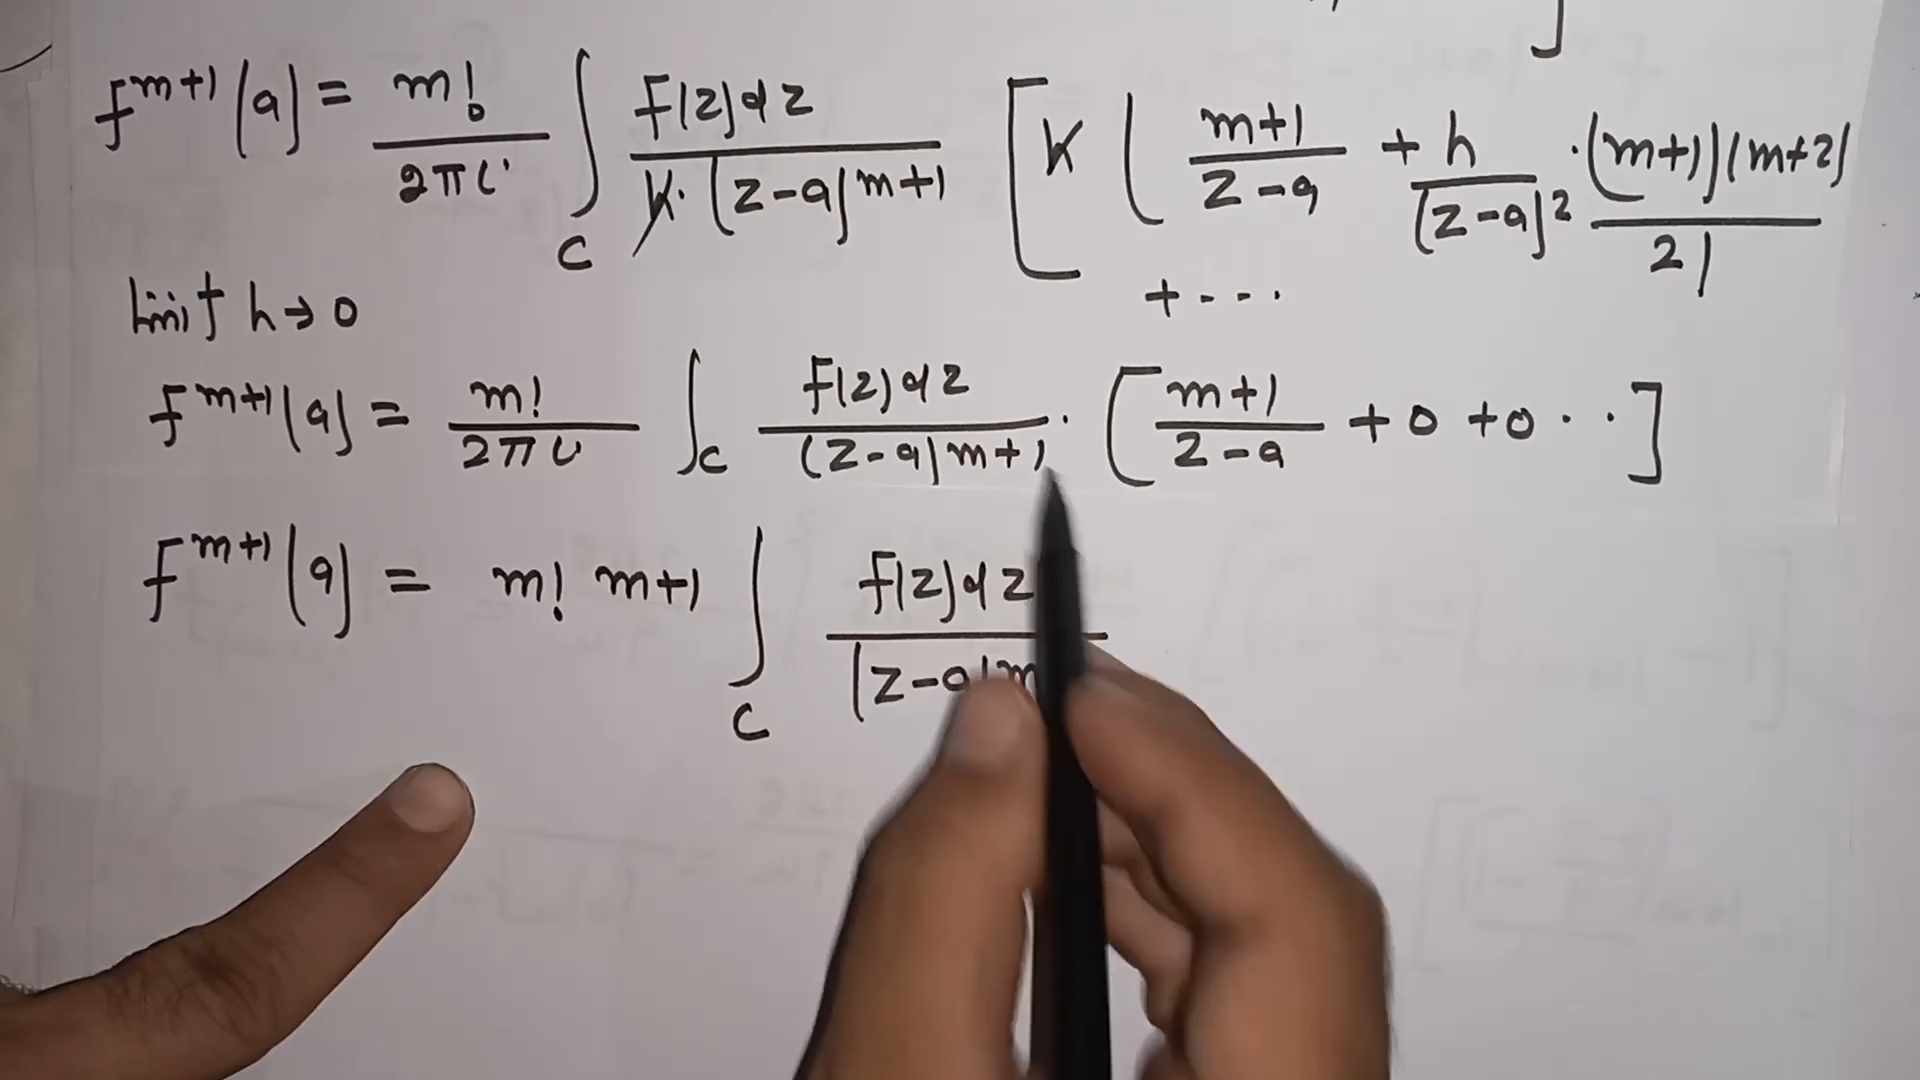 ]
f^{m+1}(a) = m!/2πi ∫_C f(z)dz/h·(z-a)^{m+1} [h( m+1/z-a + h/(z-a)^2 · (m+1)(m+2)/2!
+ - - -
limit h→0
f^{m+1}(a) = m!/2πi ∫_C f(z)dz/(z-a)^{m+1} · [m+1/z-a + 0 + 0 . . ]
f^{m+1}(a) = m! m+1 ∫_C f(z)dz/(z-a)^m